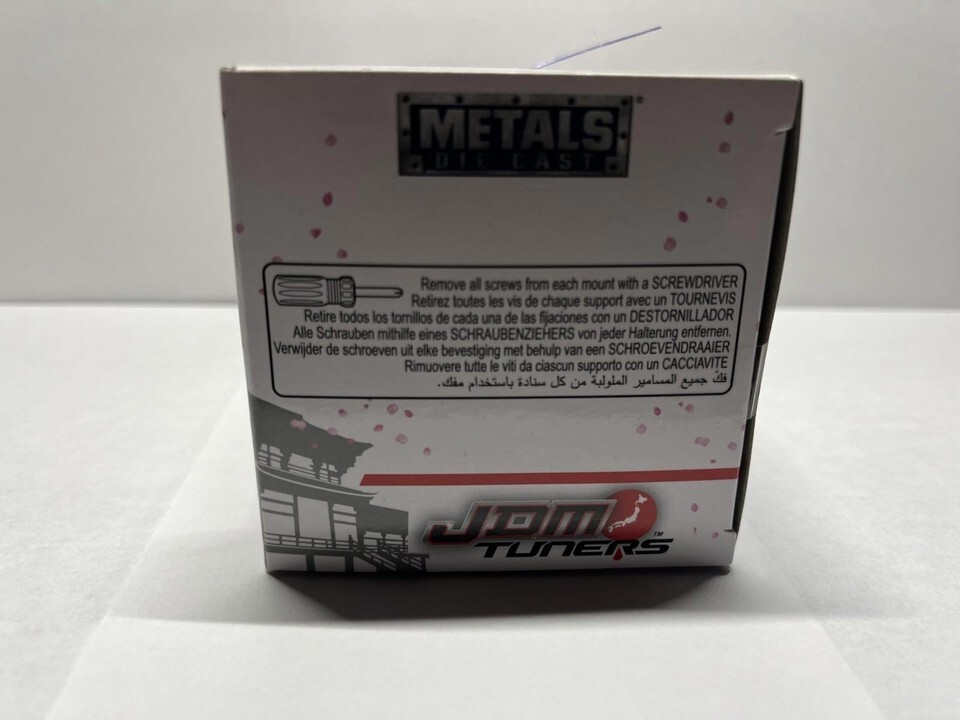 METALS
DIE CAST
Remove all screws from each mount with a SCREWDRIVER
Retirez toutes les vis de chaque support avec un TOURNEVIS
Retire todos los tornillos de cada una de las fijaciones con un DESTORNILLADOR
Alle Schrauben mithilfe eines SCHRAUBENZIEHERS von jeder Halterung entfernen.
Verwijder de schroeven uit elke bevestiging met behulp van een SCHROEVENDRAAIER
Rimuovere tutte le viti da ciascun supporto con un CACCIAVITE
فكّ جميع المسامير الملولبة من كل سنادة باستخدام مفك.
JDM
TUNERS™